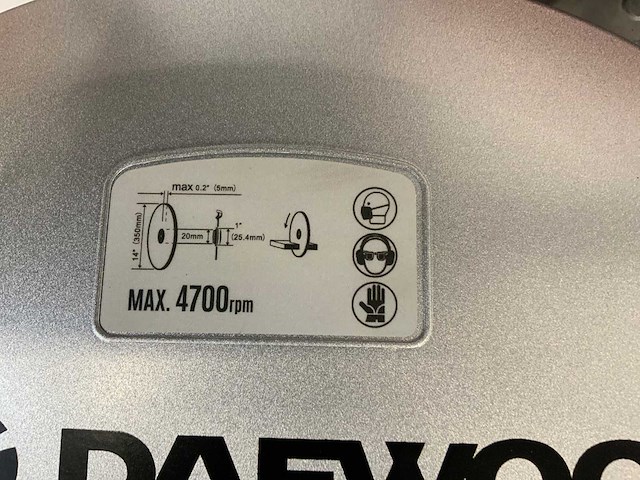 max 0.2" (5mm)
14" (350mm)
20mm
1"
(25.4mm)
MAX. 4700rpm
DAEWOO